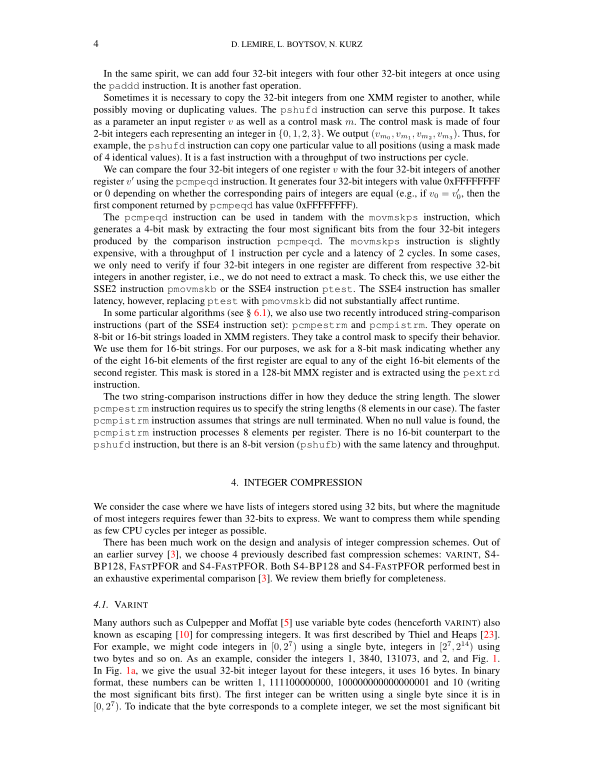 4
D. LEMIRE, L. BOYTSOV, N. KURZ
In the same spirit, we can add four 32-bit integers with four other 32-bit integers at once using
the paddd instruction. It is another fast operation.
Sometimes it is necessary to copy the 32-bit integers from one XMM register to another, while
possibly moving or duplicating values. The pshufd instruction can serve this purpose. It takes
as a parameter an input register v as well as a control mask m. The control mask is made of four
2-bit integers each representing an integer in {0, 1, 2, 3}. We output (vm0, vm1, vm2, vm3). Thus, for
example, the pshufd instruction can copy one particular value to all positions (using a mask made
of 4 identical values). It is a fast instruction with a throughput of two instructions per cycle.
We can compare the four 32-bit integers of one register v with the four 32-bit integers of another
register v′ using the pcmpeqd instruction. It generates four 32-bit integers with value 0xFFFFFFFF
or 0 depending on whether the corresponding pairs of integers are equal (e.g., if v0 = v′0, then the
first component returned by pcmpeqd has value 0xFFFFFFFF).
The pcmpeqd instruction can be used in tandem with the movmskps instruction, which
generates a 4-bit mask by extracting the four most significant bits from the four 32-bit integers
produced by the comparison instruction pcmpeqd. The movmskps instruction is slightly
expensive, with a throughput of 1 instruction per cycle and a latency of 2 cycles. In some cases,
we only need to verify if four 32-bit integers in one register are different from respective 32-bit
integers in another register, i.e., we do not need to extract a mask. To check this, we use either the
SSE2 instruction pmovmskb or the SSE4 instruction ptest. The SSE4 instruction has smaller
latency, however, replacing ptest with pmovmskb did not substantially affect runtime.
In some particular algorithms (see § 6.1), we also use two recently introduced string-comparison
instructions (part of the SSE4 instruction set): pcmpestrm and pcmpistrm. They operate on
8-bit or 16-bit strings loaded in XMM registers. They take a control mask to specify their behavior.
We use them for 16-bit strings. For our purposes, we ask for a 8-bit mask indicating whether any
of the eight 16-bit elements of the first register are equal to any of the eight 16-bit elements of the
second register. This mask is stored in a 128-bit MMX register and is extracted using the pextrd
instruction.
The two string-comparison instructions differ in how they deduce the string length. The slower
pcmpestrm instruction requires us to specify the string lengths (8 elements in our case). The faster
pcmpistrm instruction assumes that strings are null terminated. When no null value is found, the
pcmpistrm instruction processes 8 elements per register. There is no 16-bit counterpart to the
pshufd instruction, but there is an 8-bit version (pshufb) with the same latency and throughput.
4. INTEGER COMPRESSION
We consider the case where we have lists of integers stored using 32 bits, but where the magnitude
of most integers requires fewer than 32-bits to express. We want to compress them while spending
as few CPU cycles per integer as possible.
There has been much work on the design and analysis of integer compression schemes. Out of
an earlier survey [3], we choose 4 previously described fast compression schemes: VARINT, S4-
BP128, FASTPFOR and S4-FASTPFOR. Both S4-BP128 and S4-FASTPFOR performed best in
an exhaustive experimental comparison [3]. We review them briefly for completeness.
4.1. VARINT
Many authors such as Culpepper and Moffat [5] use variable byte codes (henceforth VARINT) also
known as escaping [10] for compressing integers. It was first described by Thiel and Heaps [23].
For example, we might code integers in [0, 2⁷) using a single byte, integers in [2⁷, 2¹⁴) using
two bytes and so on. As an example, consider the integers 1, 3840, 131073, and 2, and Fig. 1.
In Fig. 1a, we give the usual 32-bit integer layout for these integers, it uses 16 bytes. In binary
format, these numbers can be written 1, 111100000000, 100000000000000001 and 10 (writing
the most significant bits first). The first integer can be written using a single byte since it is in
[0, 2⁷). To indicate that the byte corresponds to a complete integer, we set the most significant bit